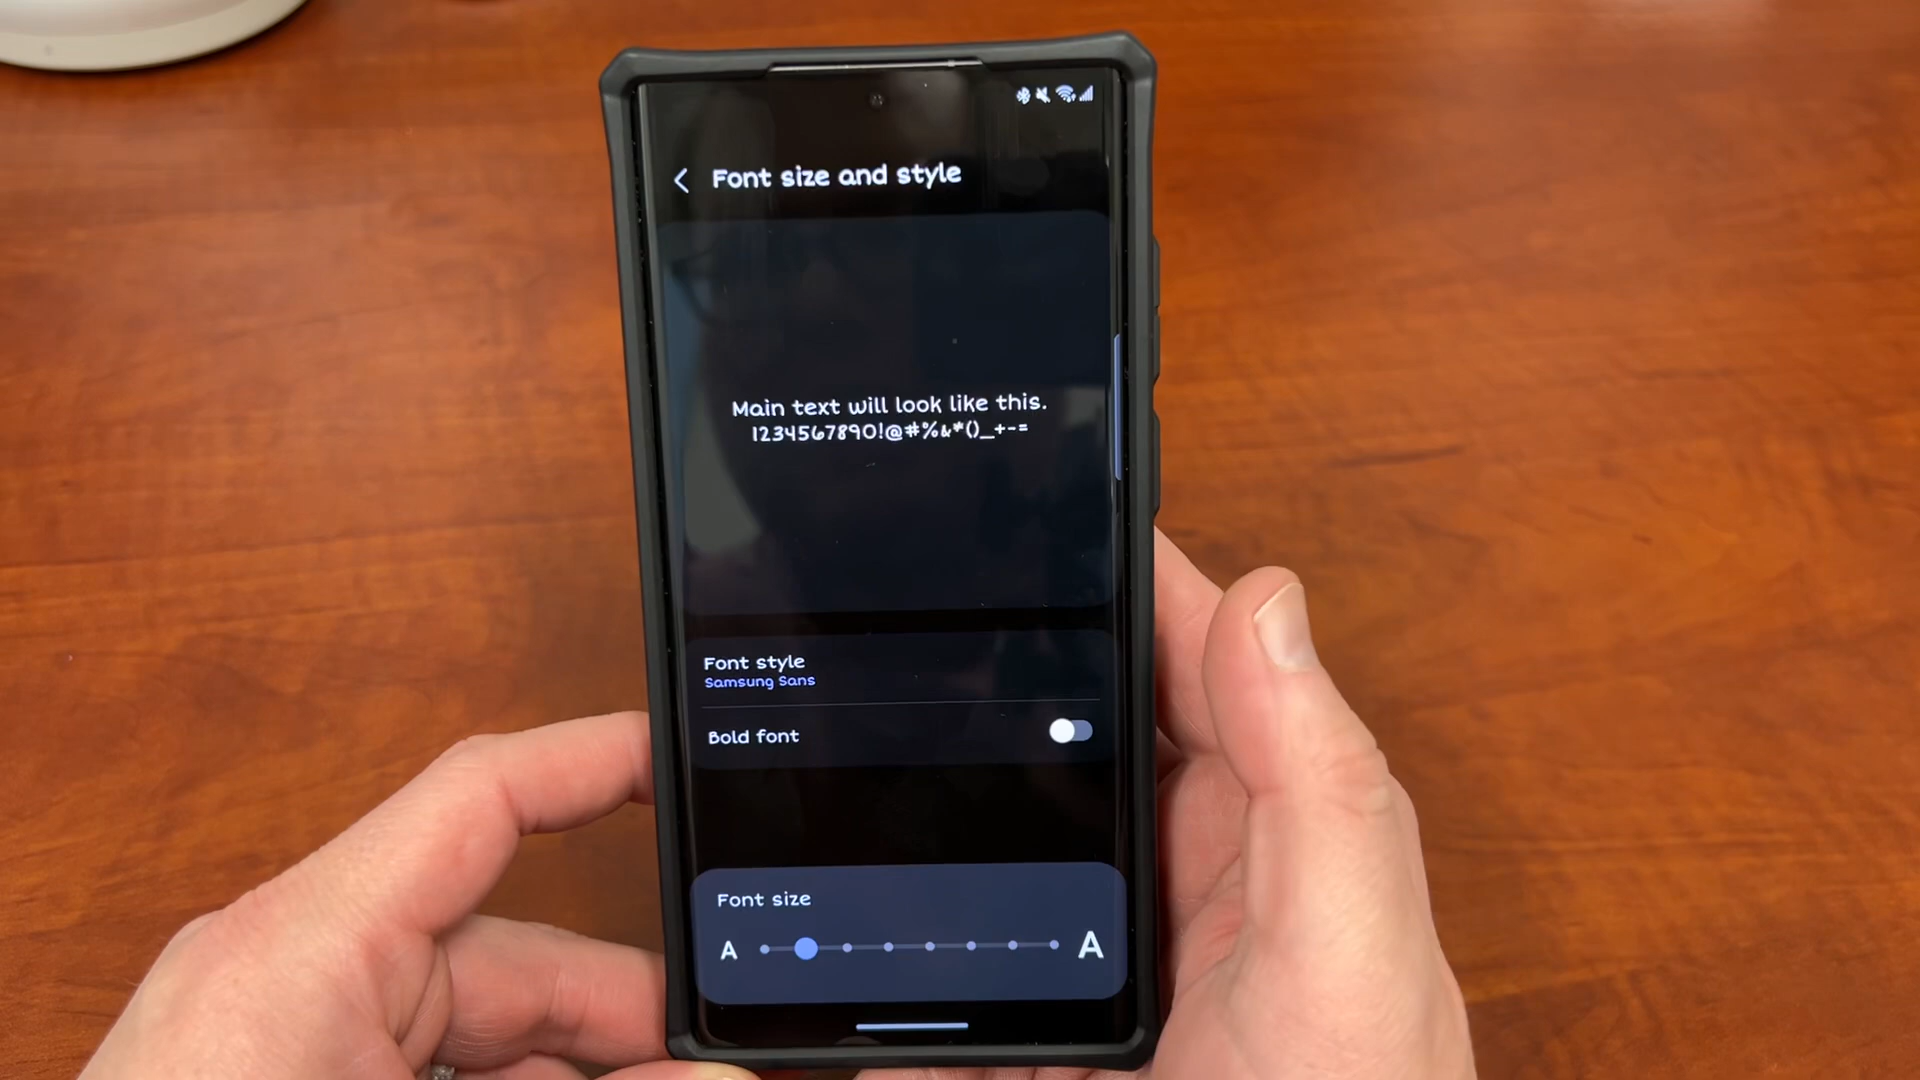 Font size and style
Main text will look like this.
1234567890!@#%&*()_+-=
Font style
Samsung Sans
Bold font
Font size
A A